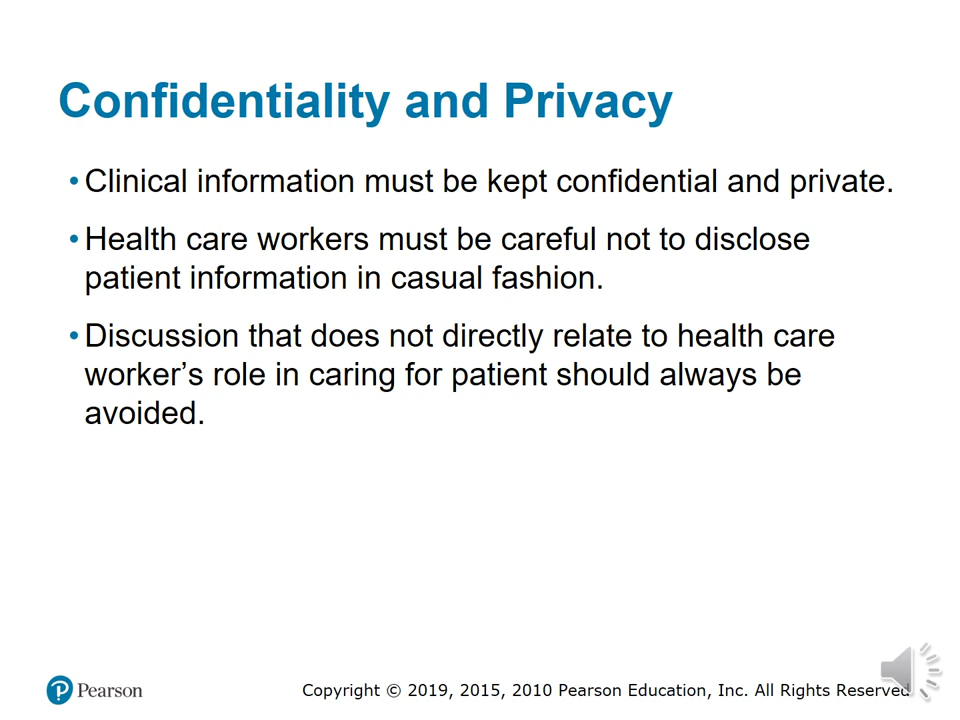 Confidentiality and Privacy
• Clinical information must be kept confidential and private.
• Health care workers must be careful not to disclose
patient information in casual fashion.
• Discussion that does not directly relate to health care
worker’s role in caring for patient should always be
avoided.
Pearson
Copyright © 2019, 2015, 2010 Pearson Education, Inc. All Rights Reserved